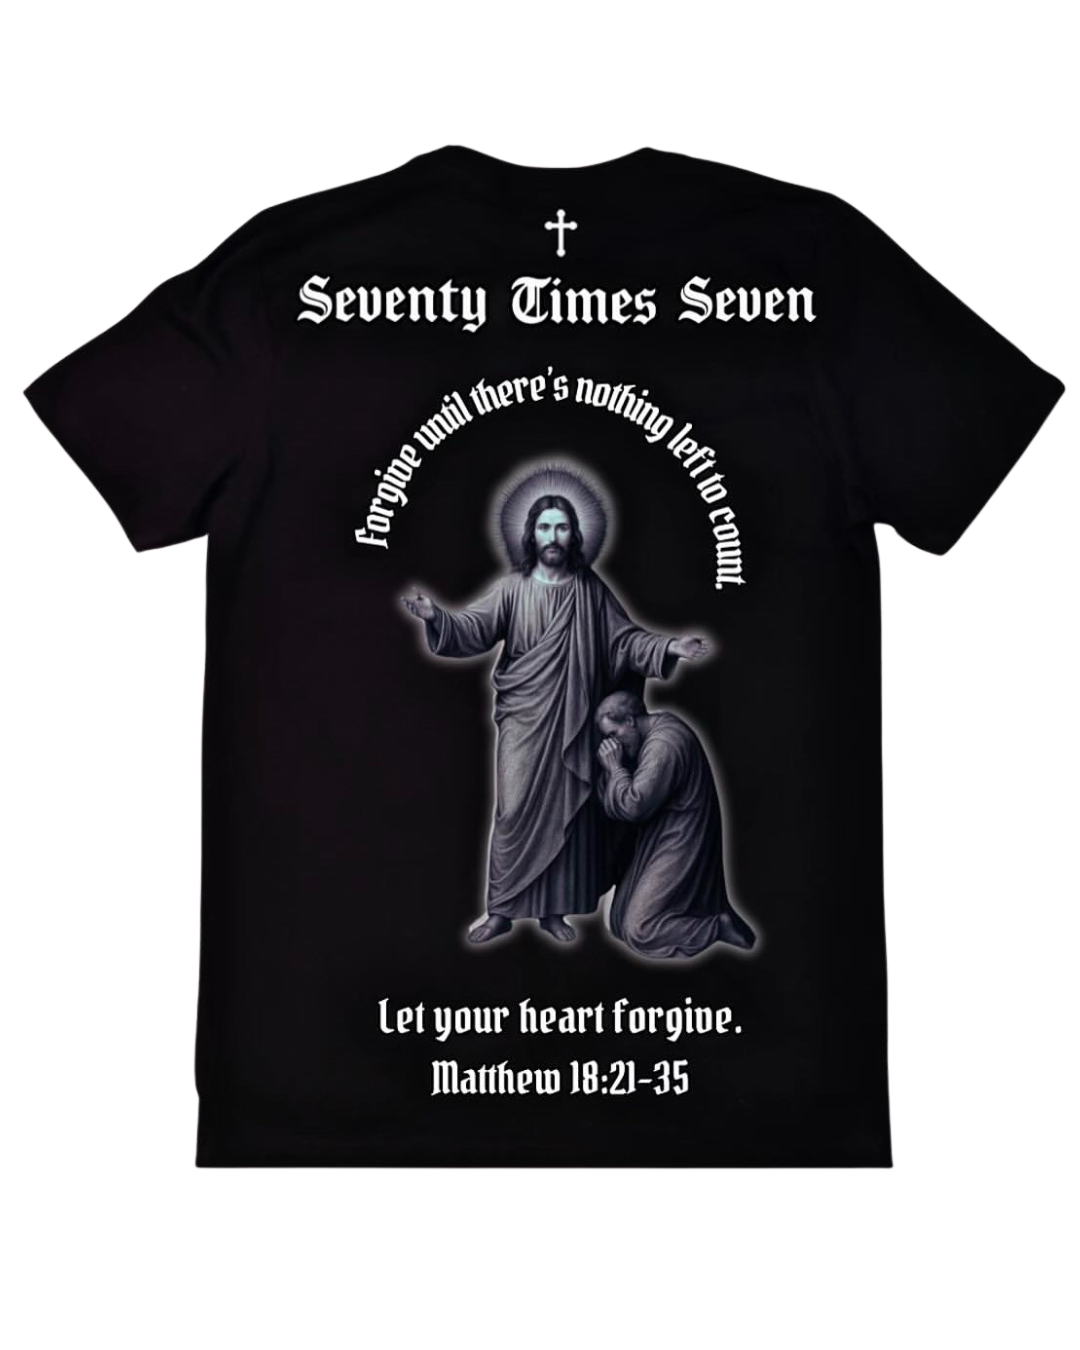 Seventy Times Seven
Forgive until there's nothing left to count.
Let your heart forgive.
Matthew 18:21-35